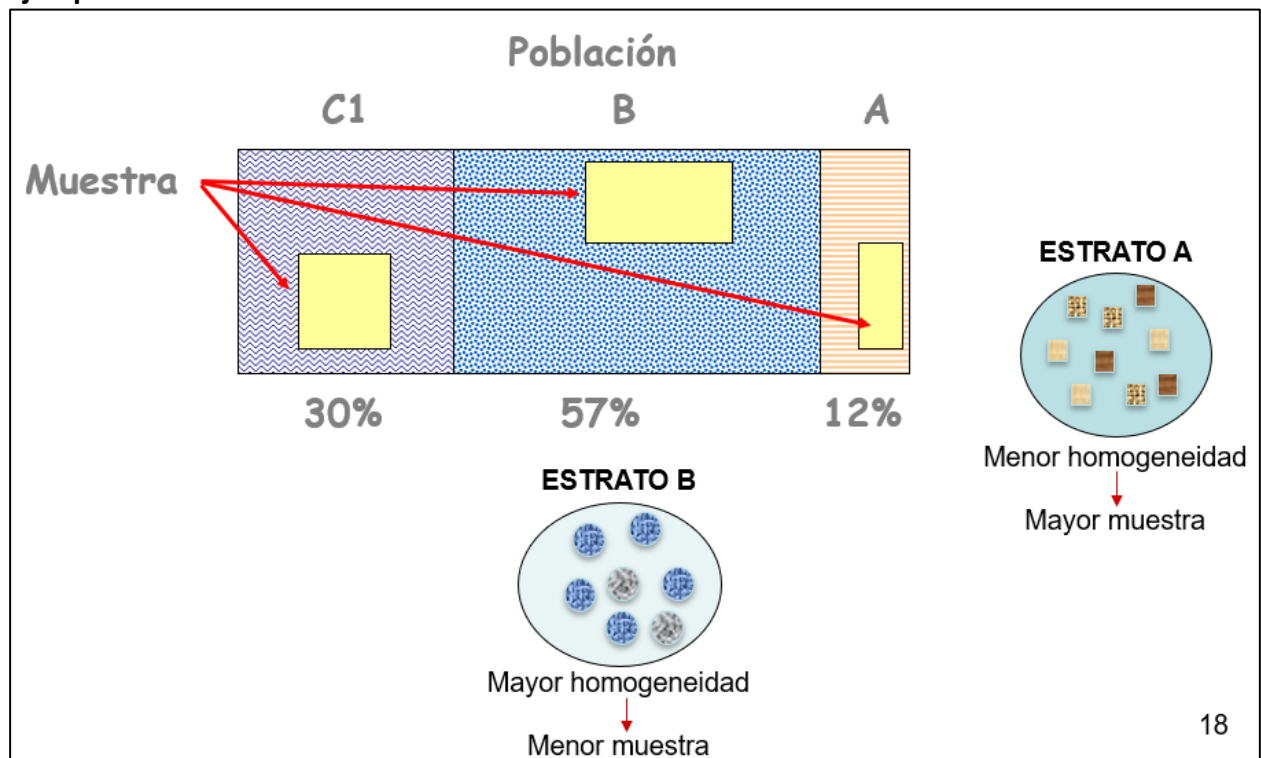 Población
C1 B A
Muestra
30% 57% 12%
ESTRATO A
Menor homogeneidad
Mayor muestra
ESTRATO B
Mayor homogeneidad
Menor muestra
18